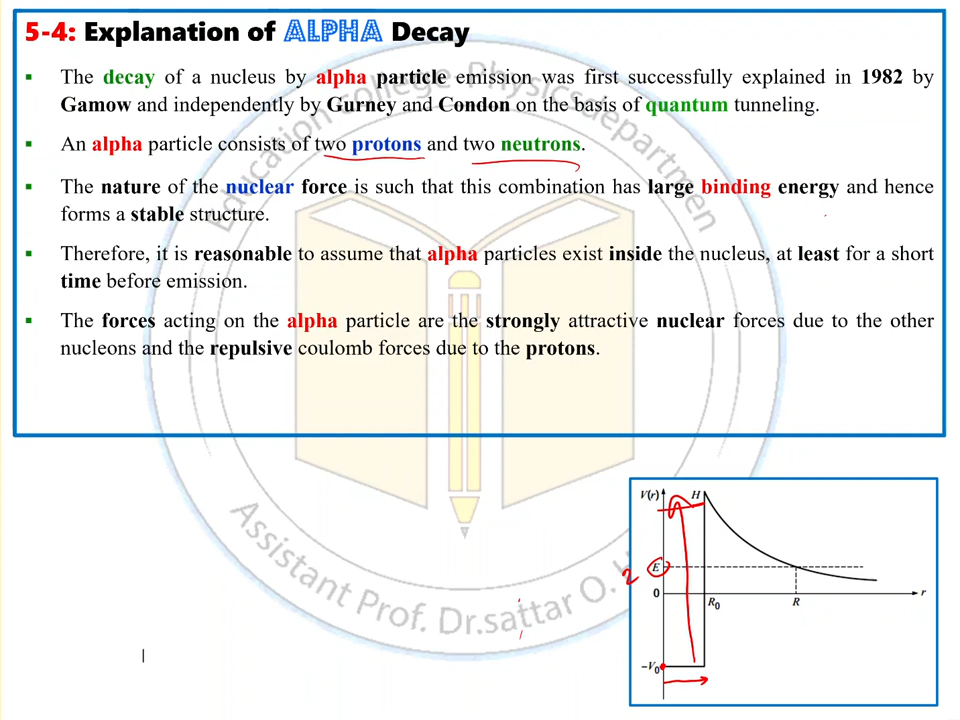 5-4: Explanation of ALPHA Decay
▪ The decay of a nucleus by alpha particle emission was first successfully explained in 1982 by
Gamow and independently by Gurney and Condon on the basis of quantum tunneling.
▪ An alpha particle consists of two protons and two neutrons.
▪ The nature of the nuclear force is such that this combination has large binding energy and hence
forms a stable structure.
▪ Therefore, it is reasonable to assume that alpha particles exist inside the nucleus, at least for a short
time before emission.
▪ The forces acting on the alpha particle are the strongly attractive nuclear forces due to the other
nucleons and the repulsive coulomb forces due to the protons.
Education College Physics departmen
Assistant Prof. Dr.sattar O. H
V(r) H
2 E
0 R₀ R r
−V₀